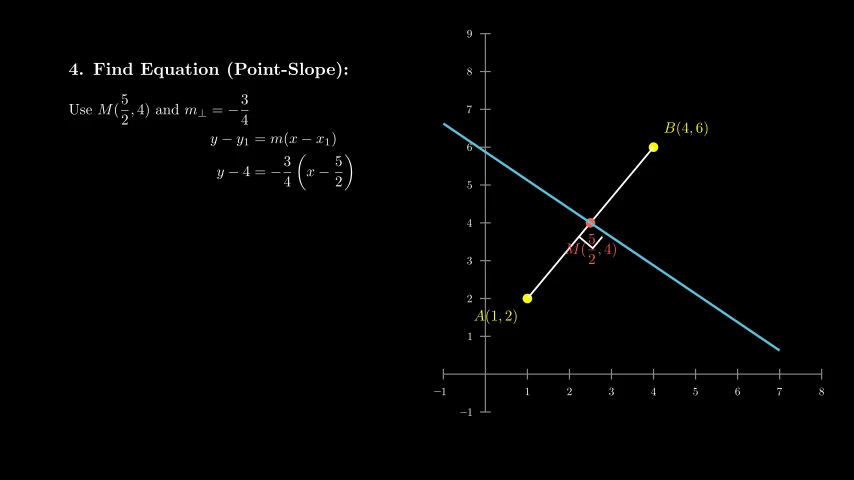 4. Find Equation (Point-Slope):
Use M(5/2, 4) and m⊥ = −3/4
y − y₁ = m(x − x₁)
y − 4 = −3/4 (x − 5/2)
9
8
7
B(4, 6)
6
5
4
M(5/2, 4)
3
2
A(1, 2)
1
−1 1 2 3 4 5 6 7 8
−1